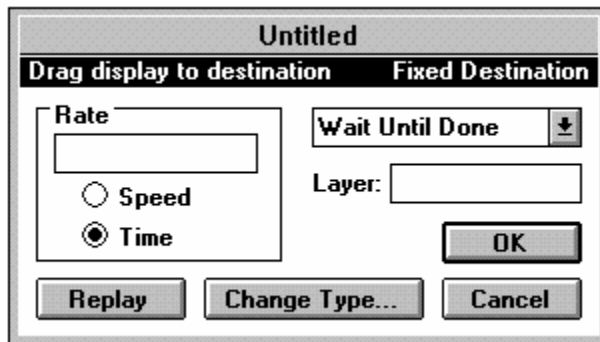 Untitled
Drag display to destination Fixed Destination
Rate
Wait Until Done
Speed
Layer:
Time
OK
Replay Change Type... Cancel